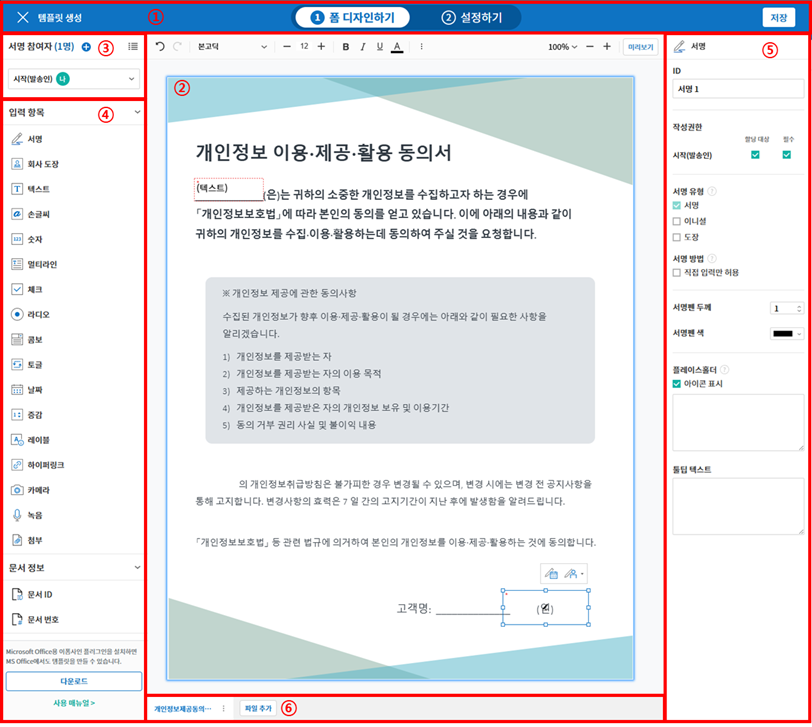 템플릿 생성
①
1 폼 디자인하기
2 설정하기
저장
서명 참여자 (1명)
③
시작(발송인) 나
④
입력 항목
서명
회사 도장
텍스트
손글씨
숫자
멀티라인
체크
라디오
콤보
토글
날짜
증감
레이블
하이퍼링크
카메라
녹음
첨부
문서 정보
문서 ID
문서 번호
Microsoft Office용 이폼사인 플러그인을 설치하면
MS Office에서도 템플릿을 만들 수 있습니다.
다운로드
사용 매뉴얼 >
본고딕
12
B I U A
100%
미리보기
②
개인정보 이용·제공·활용 동의서
(텍스트)
(은)는 귀하의 소중한 개인정보를 수집하고자 하는 경우에
「개인정보보호법」에 따라 본인의 동의를 얻고 있습니다. 이에 아래의 내용과 같이
귀하의 개인정보를 수집·이용·활용하는데 동의하여 주실 것을 요청합니다.
※ 개인정보 제공에 관한 동의사항
수집된 개인정보가 향후 이용·제공·활용이 될 경우에는 아래와 같이 필요한 사항을
알리겠습니다.
1) 개인정보를 제공받는 자
2) 개인정보를 제공받는 자의 이용 목적
3) 제공하는 개인정보의 항목
4) 개인정보를 제공받은 자의 개인정보 보유 및 이용기간
5) 동의 거부 권리 사실 및 불이익 내용
의 개인정보취급방침은 불가피한 경우 변경될 수 있으며, 변경 시에는 변경 전 공지사항을
통해 고지합니다. 변경사항의 효력은 7 일 간의 고지기간이 지난 후에 발생함을 알려드립니다.
「개인정보보호법」 등 관련 법규에 의거하여 본인의 개인정보를 이용·제공·활용하는 것에 동의합니다.
고객명:
개인정보제공동의…
파일 추가
⑥
서명
⑤
ID
서명 1
작성권한
할당 대상 필수
시작(발송인)
서명 유형
서명
이니셜
도장
서명 방법
직접 입력만 허용
서명펜 두께
1
서명펜 색
플레이스홀더
아이콘 표시
툴팁 텍스트